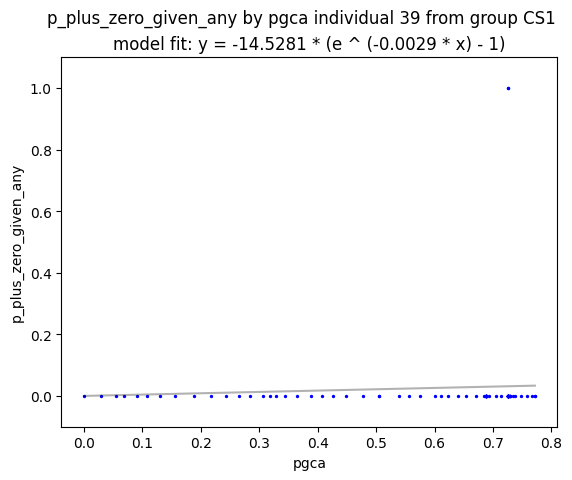 p_plus_zero_given_any by pgca individual 39 from group CS1
model fit: y = -14.5281 * (e ^ (-0.0029 * x) - 1)
1.0
0.8
0.6
0.4
0.2
0.0
p_plus_zero_given_any
0.0 0.1 0.2 0.3 0.4 0.5 0.6 0.7 0.8
pgca